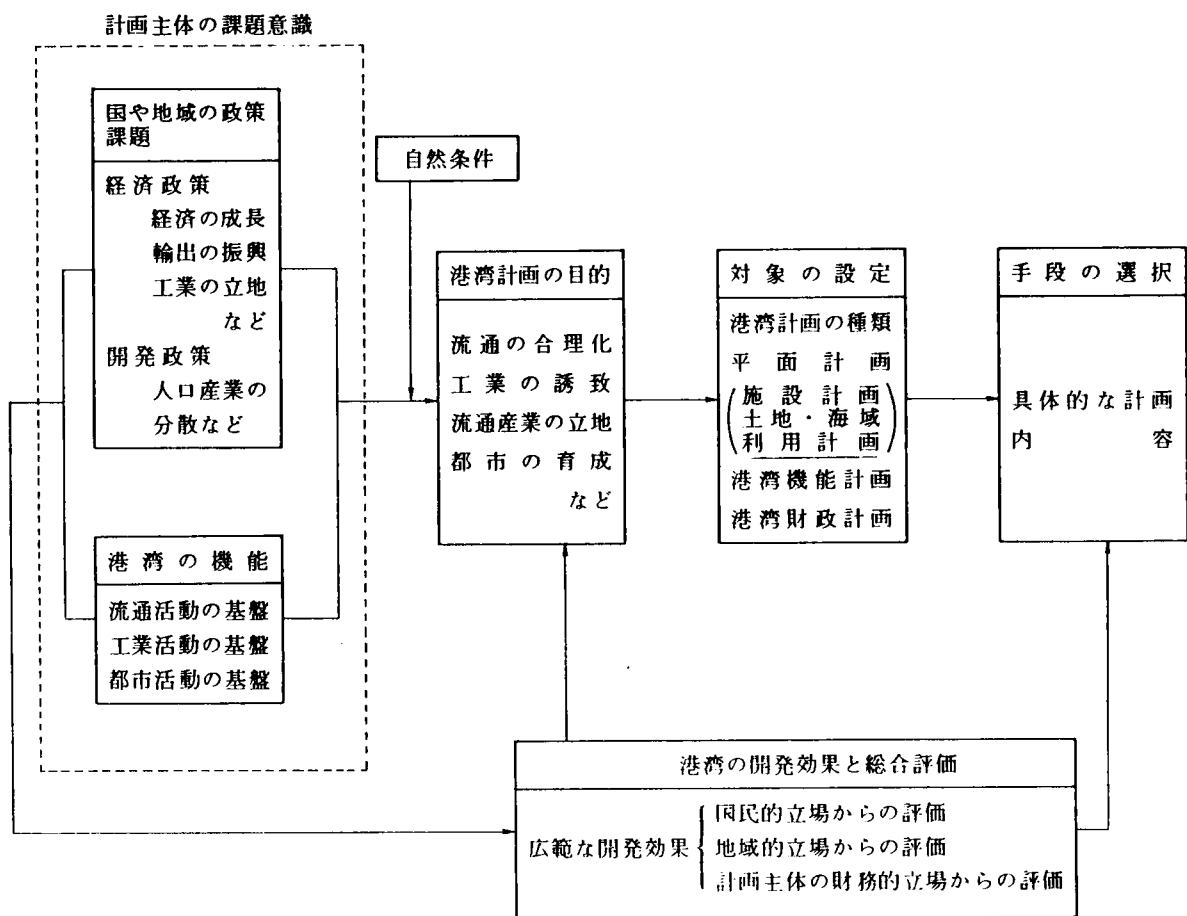 計画主体の課題意識
国や地域の政策
課題
経済政策
経済の成長
輸出の振興
工業の立地
など
開発政策
人口産業の
分散など
港湾の機能
流通活動の基盤
工業活動の基盤
都市活動の基盤
自然条件
港湾計画の目的
流通の合理化
工業の誘致
流通産業の立地
都市の育成
など
対象の設定
港湾計画の種類
平面計画
(施設計画
土地・海域
利用計画)
港湾機能計画
港湾財政計画
手段の選択
具体的な計画
内容
港湾の開発効果と総合評価
広範な開発効果
国民的立場からの評価
地域的立場からの評価
計画主体の財務的立場からの評価